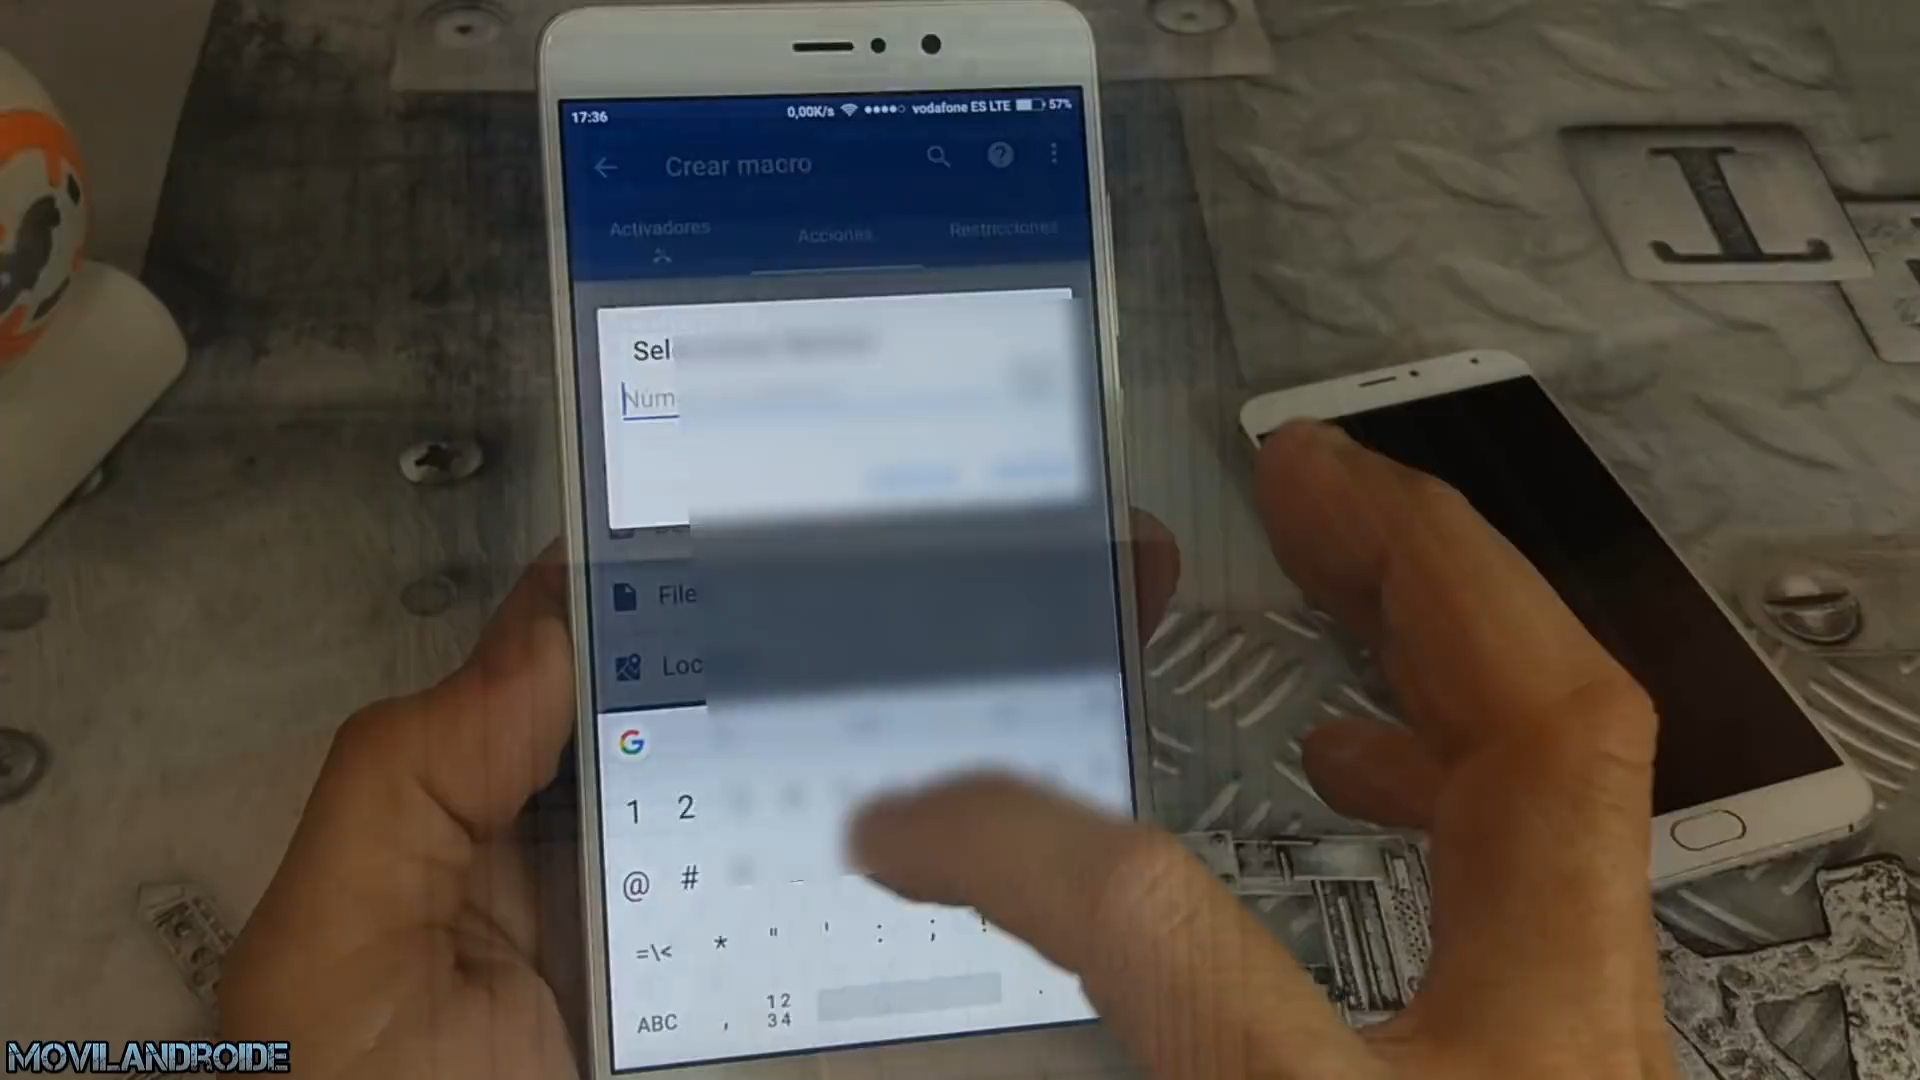 17:36
0,00K/s
vodafone ES LTE
57%
Crear macro
Activadores
Acciones
Restricciones
Sel
Núm
File
Loc
G
1 2
@ # _
=\< * " ' : ; !
ABC , 12 34 .
I
MOVILANDROIDE